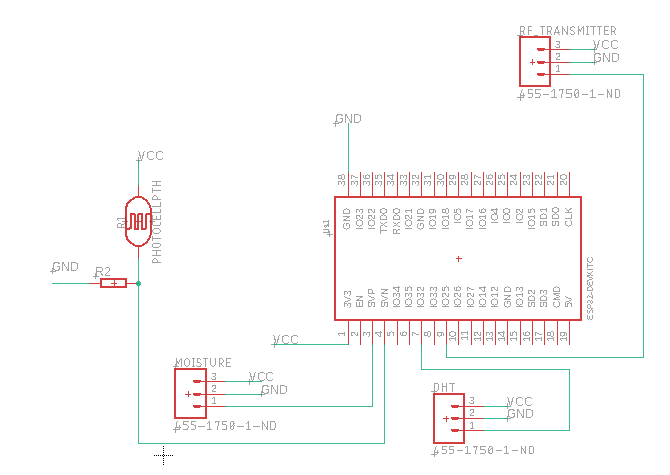 RF_TRANSMITTER
3 VCC
2 GND
1
455-1750-1-ND
GND
38 37 36 35 34 33 32 31 30 29 28 27 26 25 24 23 22 21 20
GND IO23 IO22 TXD0 RXD0 IO21 GND IO19 IO18 IO5 IO17 IO16 IO4 IO0 IO2 IO15 SD1 SD0 CLK
ESP32-DEVKITC
3V3 EN SVP SVN IO34 IO35 IO32 IO33 IO25 IO26 IO27 IO14 IO12 GND IO13 SD2 SD3 CMD 5V
1 2 3 4 5 6 7 8 9 10 11 12 13 14 15 16 17 18 19
VCC
R1
PHOTOCELLPTH
GND
R2
VCC
MOISTURE
3 VCC
2 GND
1
455-1750-1-ND
DHT
3 VCC
2 GND
1
455-1750-1-ND